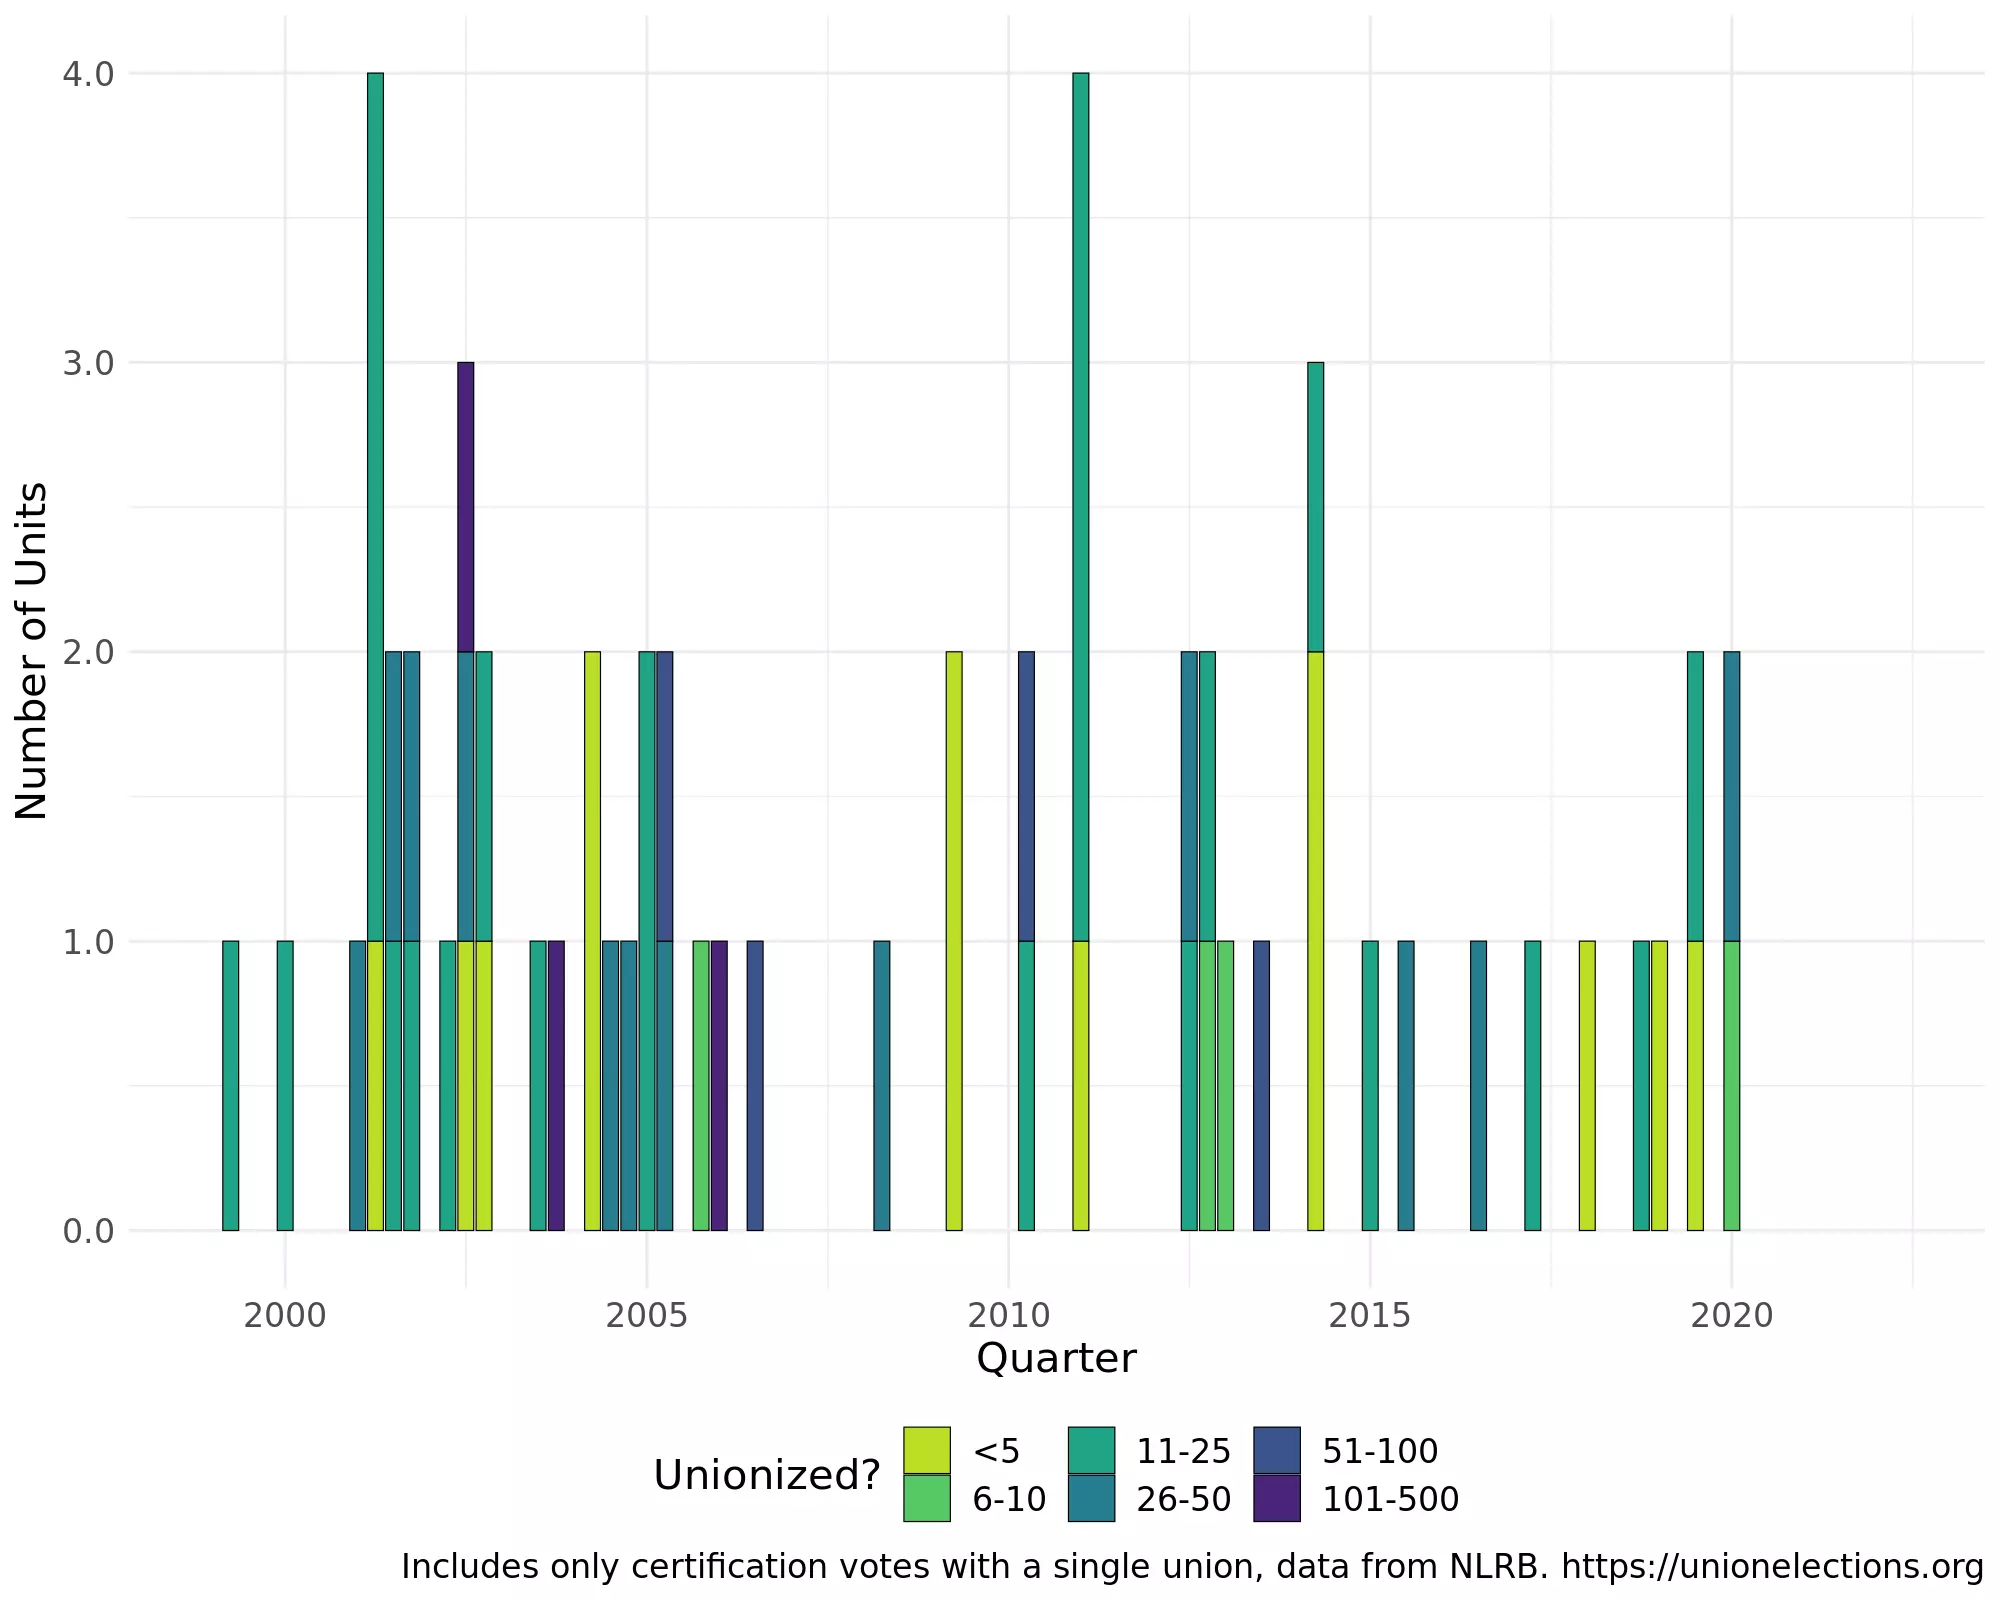 4.0
3.0
2.0
1.0
0.0
Number of Units
2000 2005 2010 2015 2020
Quarter
Unionized?
<5 11-25 51-100
6-10 26-50 101-500
Includes only certification votes with a single union, data from NLRB. https://unionelections.org